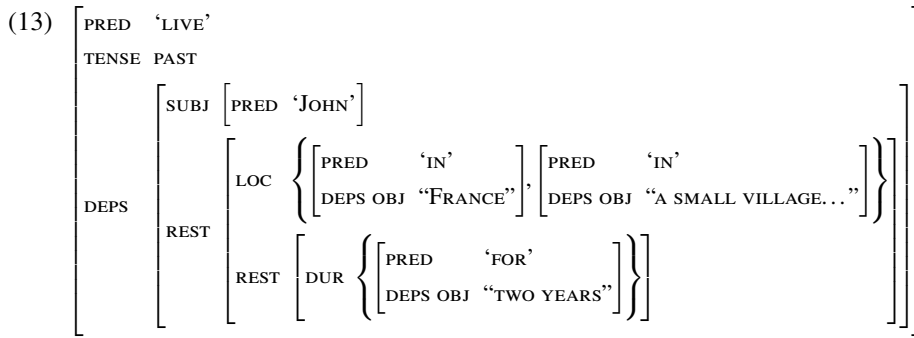 (13)
PRED ‘LIVE’
TENSE PAST
SUBJ [PRED ‘JOHN’]
LOC {[PRED ‘IN’ DEPS OBJ “FRANCE”], [PRED ‘IN’ DEPS OBJ “A SMALL VILLAGE…”]}
DEPS
REST
REST [DUR {[PRED ‘FOR’ DEPS OBJ “TWO YEARS”]}]